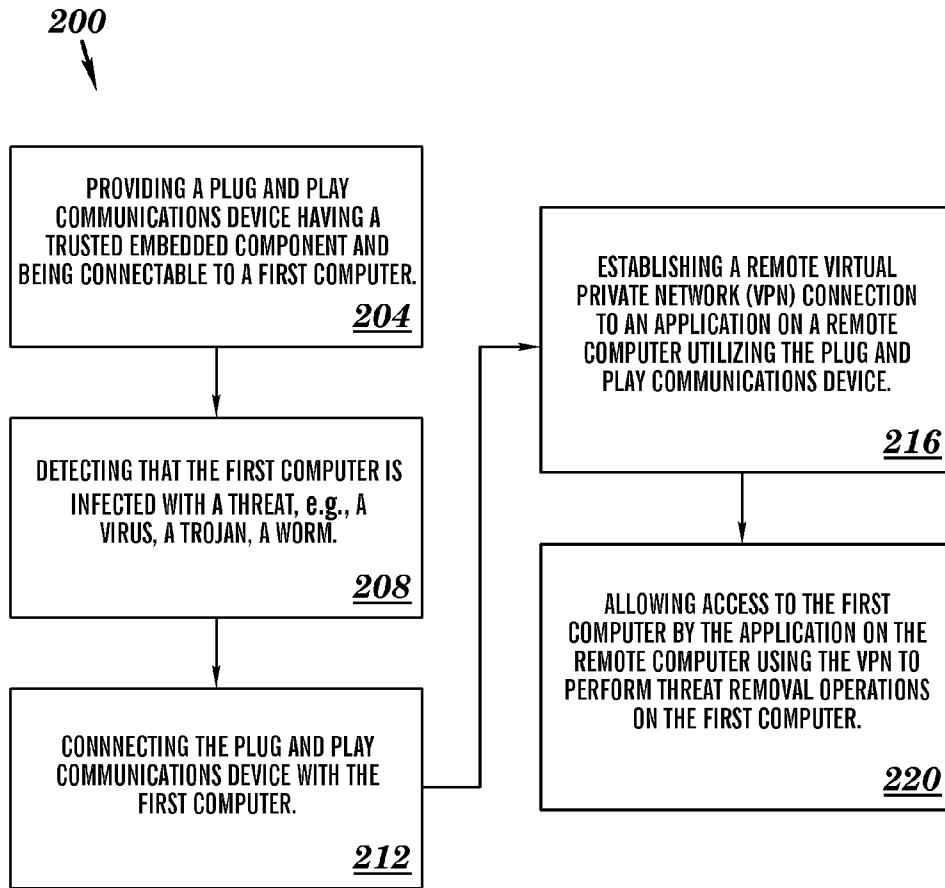 200
PROVIDING A PLUG AND PLAY
COMMUNICATIONS DEVICE HAVING A
TRUSTED EMBEDDED COMPONENT AND
BEING CONNECTABLE TO A FIRST COMPUTER.
204
DETECTING THAT THE FIRST COMPUTER IS
INFECTED WITH A THREAT, e.g., A
VIRUS, A TROJAN, A WORM.
208
CONNNECTING THE PLUG AND PLAY
COMMUNICATIONS DEVICE WITH THE
FIRST COMPUTER.
212
ESTABLISHING A REMOTE VIRTUAL
PRIVATE NETWORK (VPN) CONNECTION
TO AN APPLICATION ON A REMOTE
COMPUTER UTILIZING THE PLUG AND
PLAY COMMUNICATIONS DEVICE.
216
ALLOWING ACCESS TO THE FIRST
COMPUTER BY THE APPLICATION ON THE
REMOTE COMPUTER USING THE VPN TO
PERFORM THREAT REMOVAL OPERATIONS
ON THE FIRST COMPUTER.
220